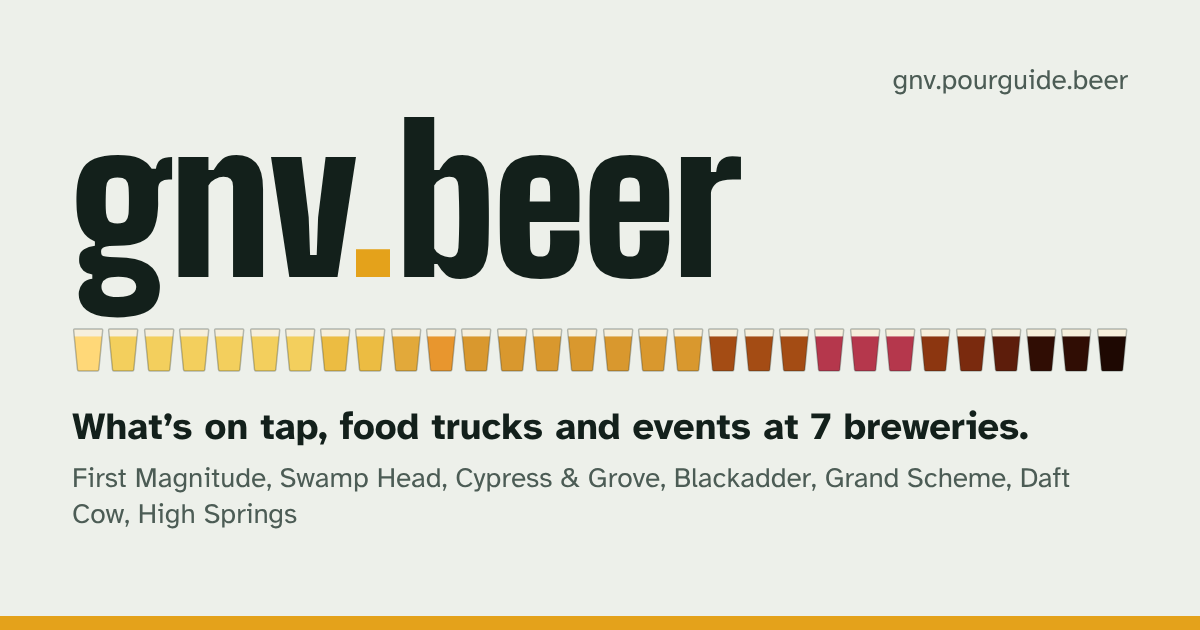 gnv.pourguide.beer
gnv.beer
What’s on tap, food trucks and events at 7 breweries.
First Magnitude, Swamp Head, Cypress & Grove, Blackadder, Grand Scheme, Daft
Cow, High Springs